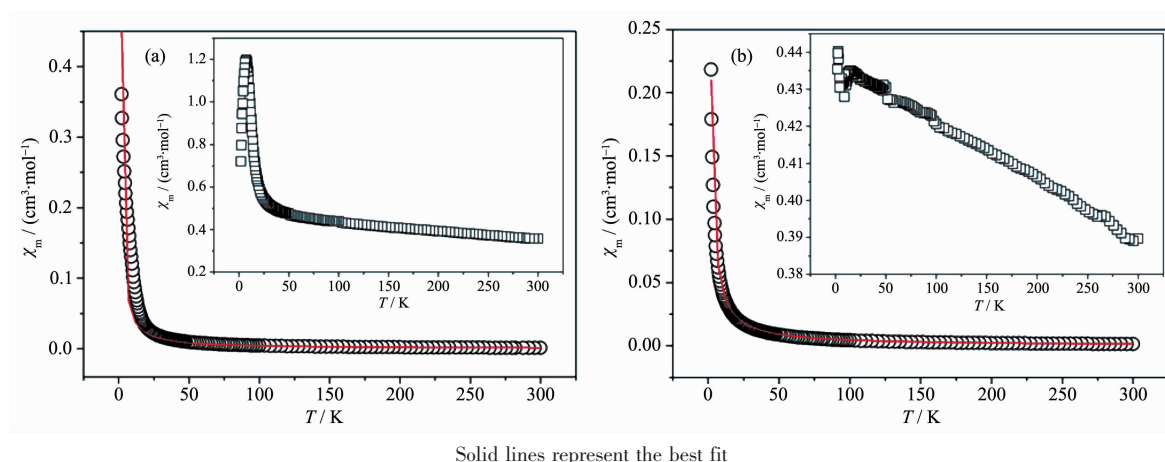 (a)
χm / (cm³·mol⁻¹)
0.4
0.3
0.2
0.1
0.0
0 50 100 150 200 250 300
T / K
χm / (cm³·mol⁻¹)
1.2
1.0
0.8
0.6
0.4
0.2
0 50 100 150 200 250 300
T / K
(b)
χm / (cm³·mol⁻¹)
0.25
0.20
0.15
0.10
0.05
0.00
0 50 100 150 200 250 300
T / K
χm / (cm³·mol⁻¹)
0.44
0.43
0.42
0.41
0.40
0.39
0.38
0 50 100 150 200 250 300
T / K
Solid lines represent the best fit